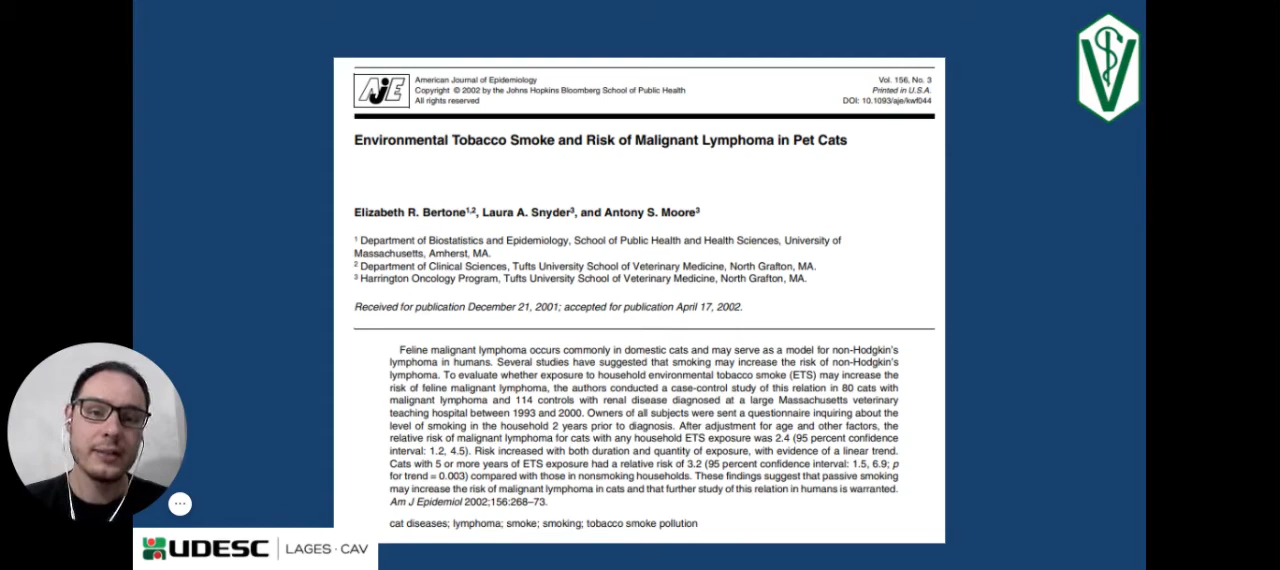 AJE
American Journal of Epidemiology
Copyright © 2002 by the Johns Hopkins Bloomberg School of Public Health
All rights reserved
Vol. 156, No. 3
Printed in U.S.A.
DOI: 10.1093/aje/kwf044
Environmental Tobacco Smoke and Risk of Malignant Lymphoma in Pet Cats
Elizabeth R. Bertone1,2, Laura A. Snyder3, and Antony S. Moore3
1 Department of Biostatistics and Epidemiology, School of Public Health and Health Sciences, University of
Massachusetts, Amherst, MA.
2 Department of Clinical Sciences, Tufts University School of Veterinary Medicine, North Grafton, MA.
3 Harrington Oncology Program, Tufts University School of Veterinary Medicine, North Grafton, MA.
Received for publication December 21, 2001; accepted for publication April 17, 2002.
Feline malignant lymphoma occurs commonly in domestic cats and may serve as a model for non-Hodgkin's
lymphoma in humans. Several studies have suggested that smoking may increase the risk of non-Hodgkin's
lymphoma. To evaluate whether exposure to household environmental tobacco smoke (ETS) may increase the
risk of feline malignant lymphoma, the authors conducted a case-control study of this relation in 80 cats with
malignant lymphoma and 114 controls with renal disease diagnosed at a large Massachusetts veterinary
teaching hospital between 1993 and 2000. Owners of all subjects were sent a questionnaire inquiring about the
level of smoking in the household 2 years prior to diagnosis. After adjustment for age and other factors, the
relative risk of malignant lymphoma for cats with any household ETS exposure was 2.4 (95 percent confidence
interval: 1.2, 4.5). Risk increased with both duration and quantity of exposure, with evidence of a linear trend.
Cats with 5 or more years of ETS exposure had a relative risk of 3.2 (95 percent confidence interval: 1.5, 6.9; p
for trend = 0.003) compared with those in nonsmoking households. These findings suggest that passive smoking
may increase the risk of malignant lymphoma in cats and that further study of this relation in humans is warranted.
Am J Epidemiol 2002;156:268–73.
cat diseases; lymphoma; smoke; smoking; tobacco smoke pollution
UDESC LAGES · CAV
V